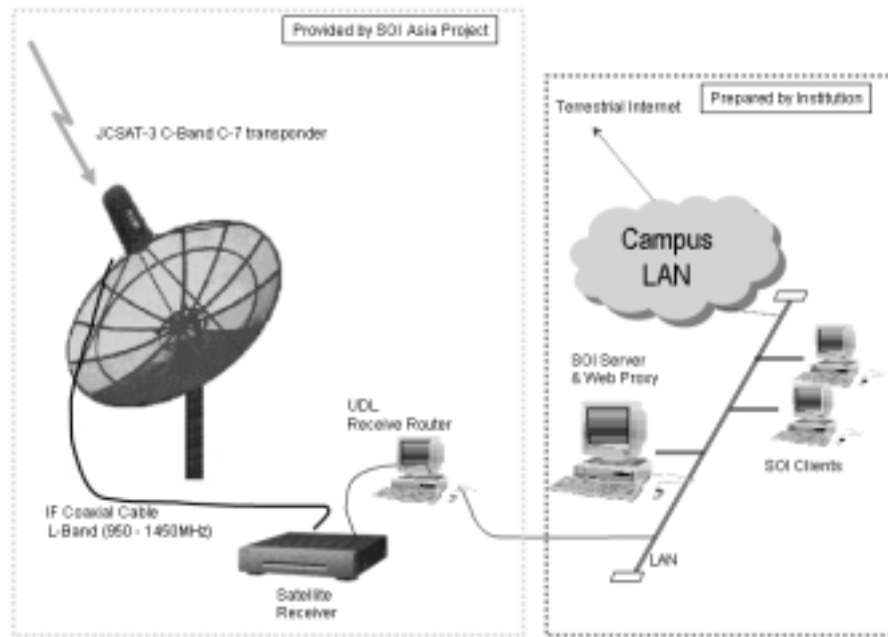 Provided by SOI Asia Project
JCSAT-3 C-Band C-7 transponder
IF Coaxial Cable
L-Band (950 - 1450MHz)
Satellite
Receiver
UDL
Receive Router
Prepared by Institution
Terrestrial Internet
Campus
LAN
SOI Server
& Web Proxy
SOI Clients
LAN